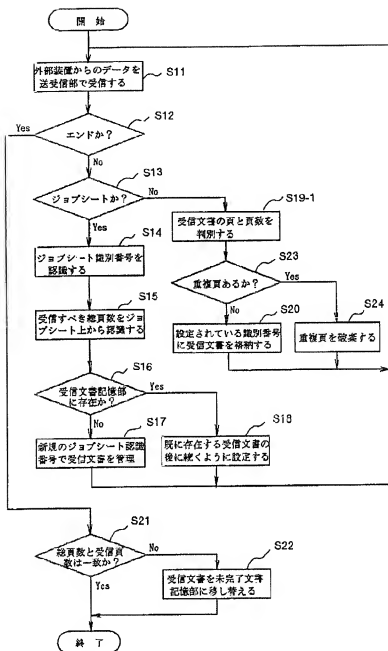 開始
外部装置からのデータを
送受信部で受信する
S11
S12
エンドか？
Yes
No
S13
ジョブシートか？
No
Yes
S14
ジョブシート識別番号を
認識する
S15
受信すべき総頁数をジョ
ブシート上から認識する
S16
受信文書記憶部
に存在か？
Yes
No
S17
新規のジョブシート認識
番号で受信文書を管理
S18
既に存在する受信文書の
後に続くように設定する
S19-1
受信文書の頁と頁数を
判別する
S23
重複頁あるか？
Yes
No
S20
設定されている識別番号
に受信文書を格納する
S24
重複頁を破棄する
S21
総頁数と受信頁
数は一致か？
No
Yes
S22
受信文書を未完了文書
記憶部に移し替える
終了